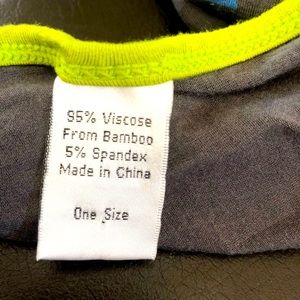 95% Viscose
From Bamboo
5% Spandex
Made in China
One Size